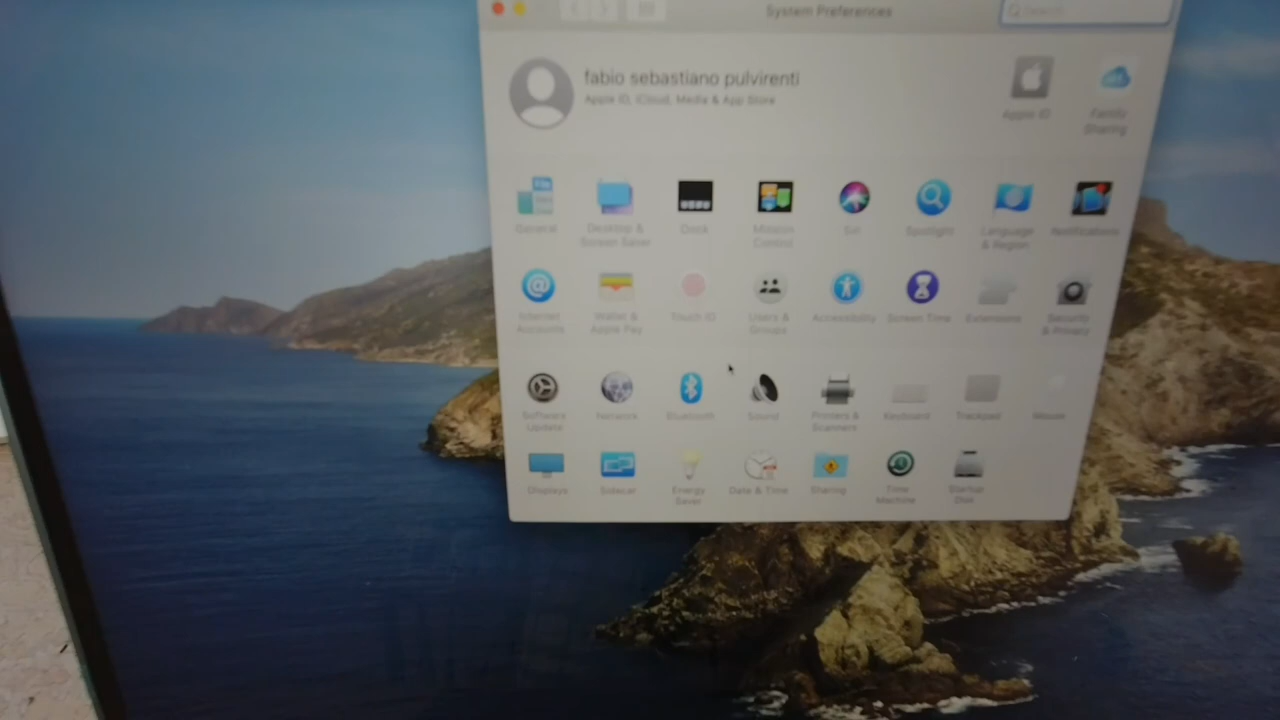 System Preferences
Search
fabio sebastiano pulvirenti
Apple ID, iCloud, Media & App Store
Apple ID
Family
Sharing
General
Desktop &
Screen Saver
Dock
Mission
Control
Siri
Spotlight
Language
& Region
Notifications
Internet
Accounts
Wallet &
Apple Pay
Touch ID
Users &
Groups
Accessibility
Screen Time
Extensions
Security
& Privacy
Software
Update
Network
Bluetooth
Sound
Printers &
Scanners
Keyboard
Trackpad
Mouse
Displays
Sidecar
Energy
Saver
Date & Time
Sharing
Time
Machine
Startup
Disk